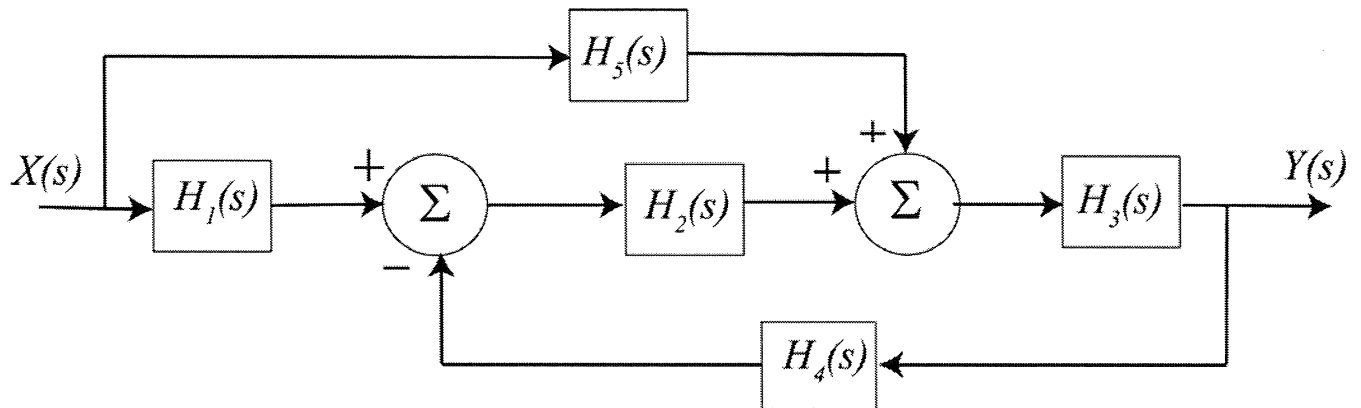 H₅(s)
+
X(s)
H₁(s)
+
Σ
−
H₂(s)
+
Σ
H₃(s)
Y(s)
H₄(s)